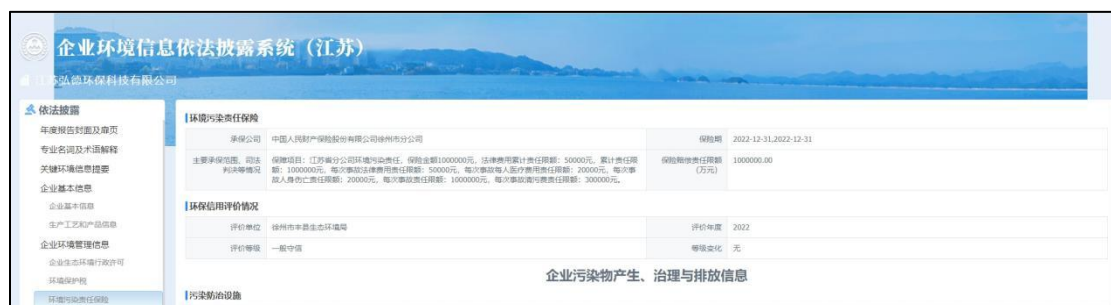 企业环境信息依法披露系统（江苏）
江苏弘德环保科技有限公司
依法披露
年度报告封面及扉页
专业名词及术语解释
关键环境信息提要
企业基本信息
企业基本信息
生产工艺和产品信息
企业环境管理信息
企业生态环境行政许可
环境保护税
环境污染责任保险
环境污染责任保险
承保公司 中国人民财产保险股份有限公司徐州市分公司 保险期 2022-12-31,2022-12-31
主要承保范围、司法判决等情况 保障项目：江苏省分公司环境污染责任，保险金额1000000元，法律费用累计责任限额：50000元，累计责任限
额：1000000元，每次事故法律费用责任限额：50000元，每次事故每人医疗费用责任限额：20000元，每次事
故人身伤亡责任限额：20000元，每次事故责任限额：1000000元，每次事故清污费责任限额：300000元。
保险赔偿责任限额（万元） 1000000.00
环保信用评价情况
评价单位 徐州市丰县生态环境局 评价年度 2022
评价等级 一般守信 等级变化 无
企业污染物产生、治理与排放信息
污染防治设施